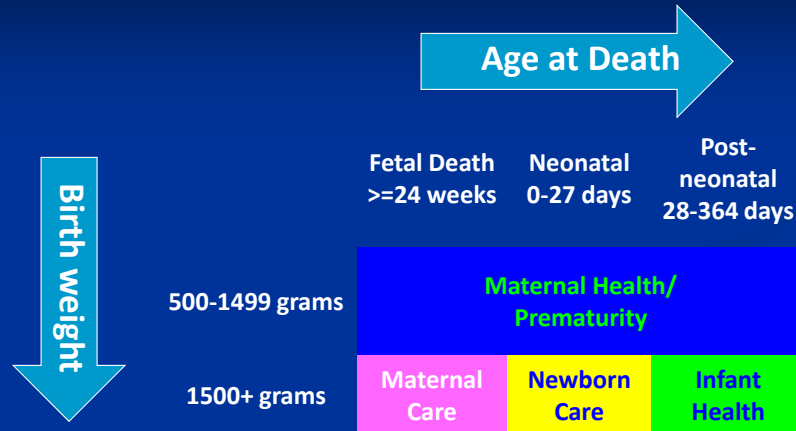 Age at Death
Birth weight
Fetal Death
>=24 weeks
Neonatal
0-27 days
Post-
neonatal
28-364 days
500-1499 grams
Maternal Health/
Prematurity
1500+ grams
Maternal
Care
Newborn
Care
Infant
Health